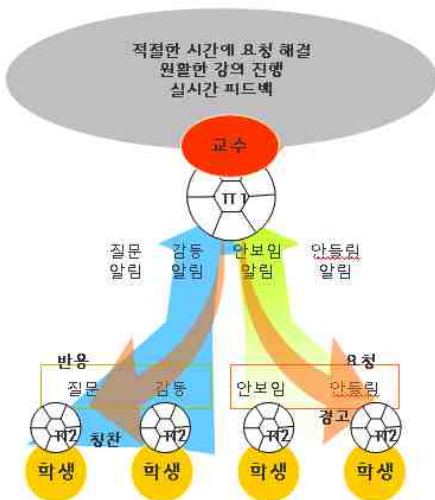 적절한 시간에 요청 해결
원활한 강의 진행
실시간 피드백
교수
TT1
질문 감동 안보임 안들림
알림 알림 알림 알림
반응 요청
질문 감동 안보임 안들림
경고
TT2 TT2 TT2 TT2
칭찬
학생 학생 학생 학생